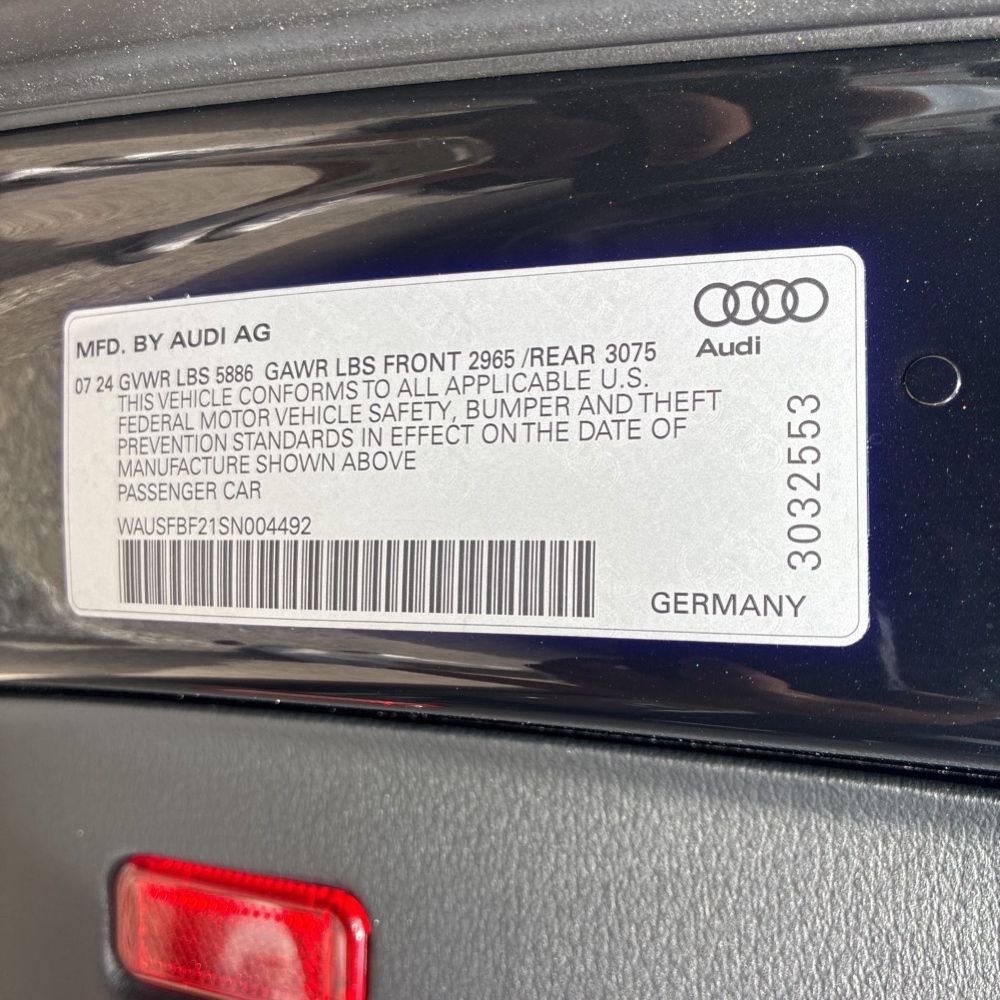 MFD. BY AUDI AG
Audi
07 24 GVWR LBS 5886 GAWR LBS FRONT 2965 /REAR 3075
THIS VEHICLE CONFORMS TO ALL APPLICABLE U.S.
FEDERAL MOTOR VEHICLE SAFETY, BUMPER AND THEFT
PREVENTION STANDARDS IN EFFECT ON THE DATE OF
MANUFACTURE SHOWN ABOVE
PASSENGER CAR
WAUSFBF21SN004492
GERMANY
3032553